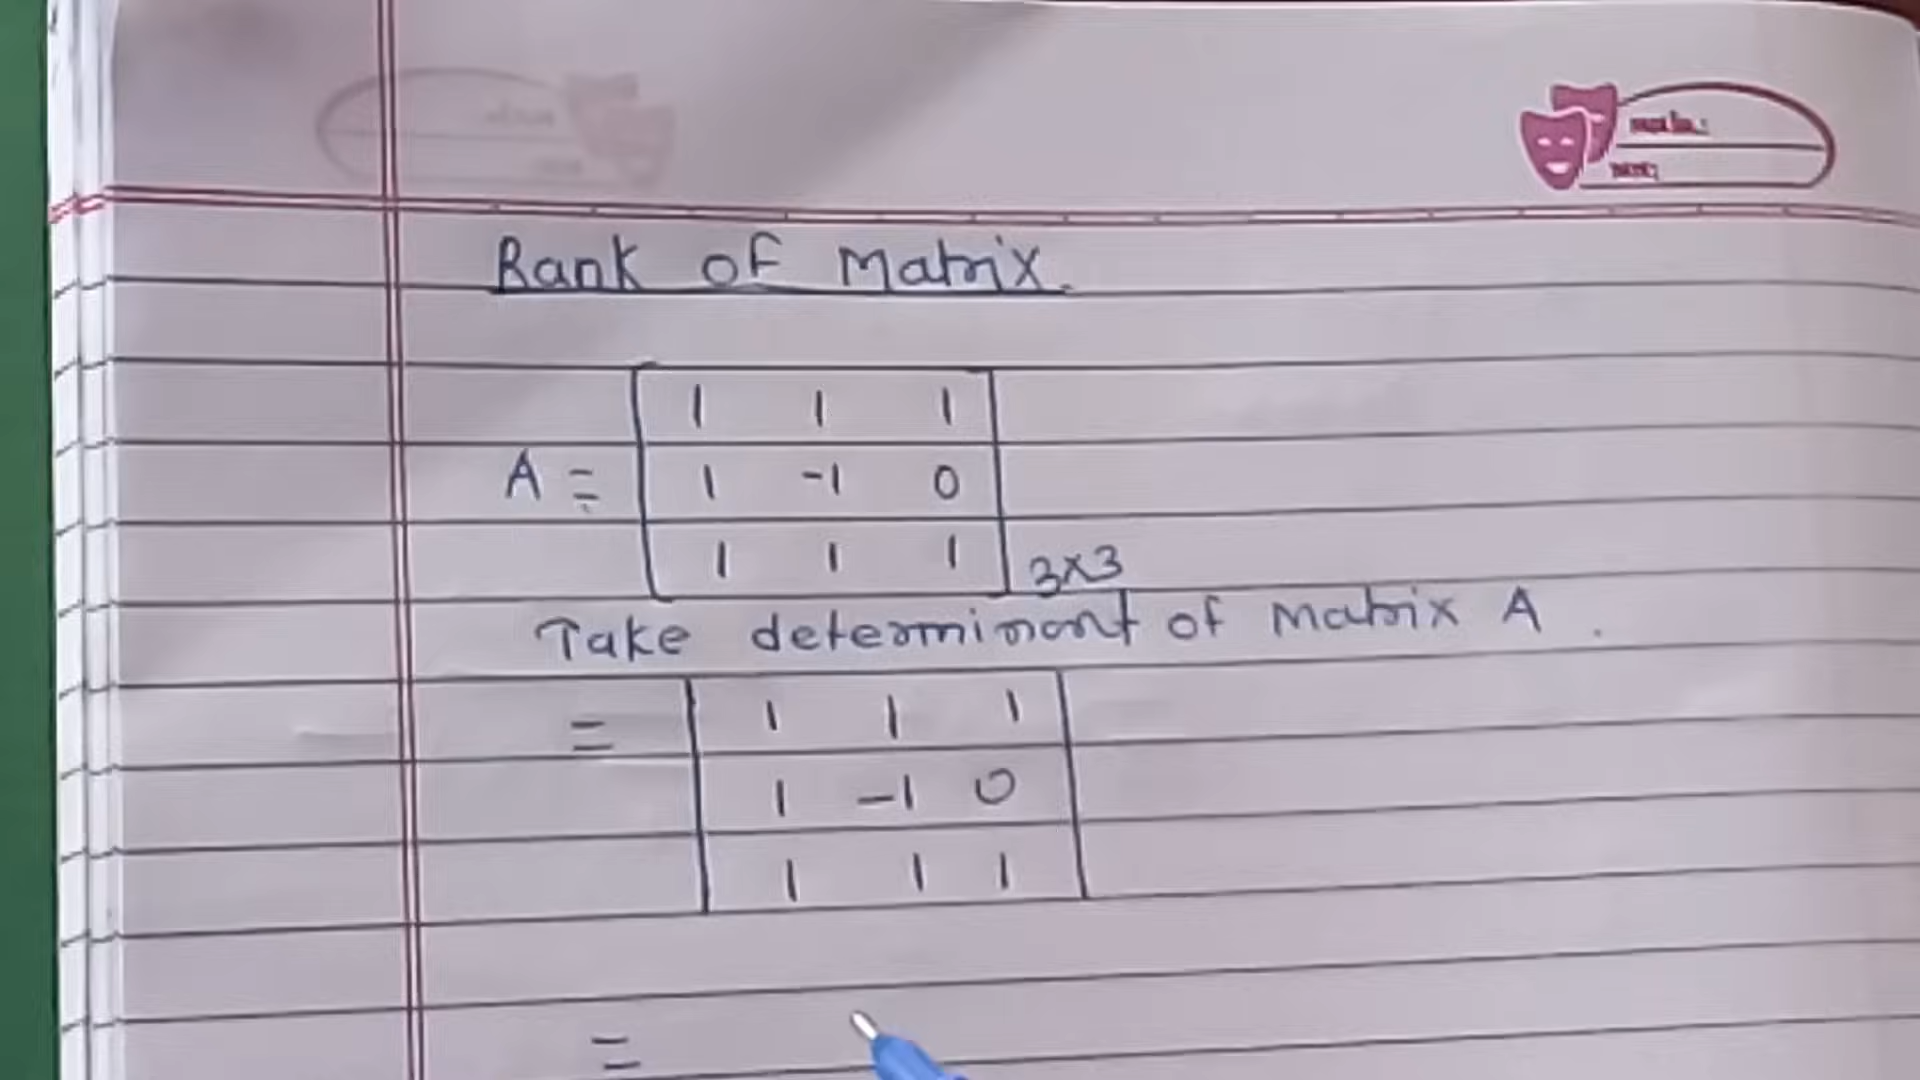 Rank of Matrix.
1 1 1
A = 1 -1 0
1 1 1 3x3
Take determinant of Matrix A .
= 1 1 1
1 -1 0
1 1 1
=